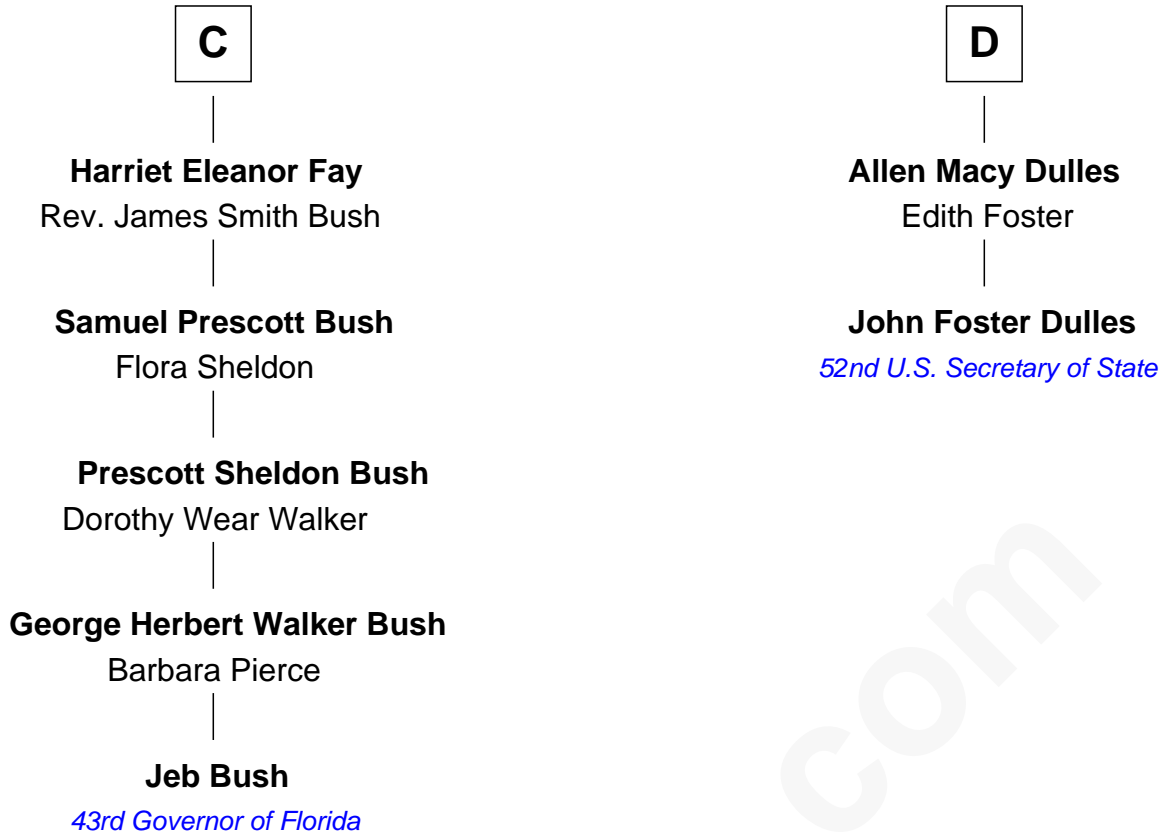 C
Harriet Eleanor Fay
Rev. James Smith Bush
Samuel Prescott Bush
Flora Sheldon
Prescott Sheldon Bush
Dorothy Wear Walker
George Herbert Walker Bush
Barbara Pierce
Jeb Bush
43rd Governor of Florida
D
Allen Macy Dulles
Edith Foster
John Foster Dulles
52nd U.S. Secretary of State
com